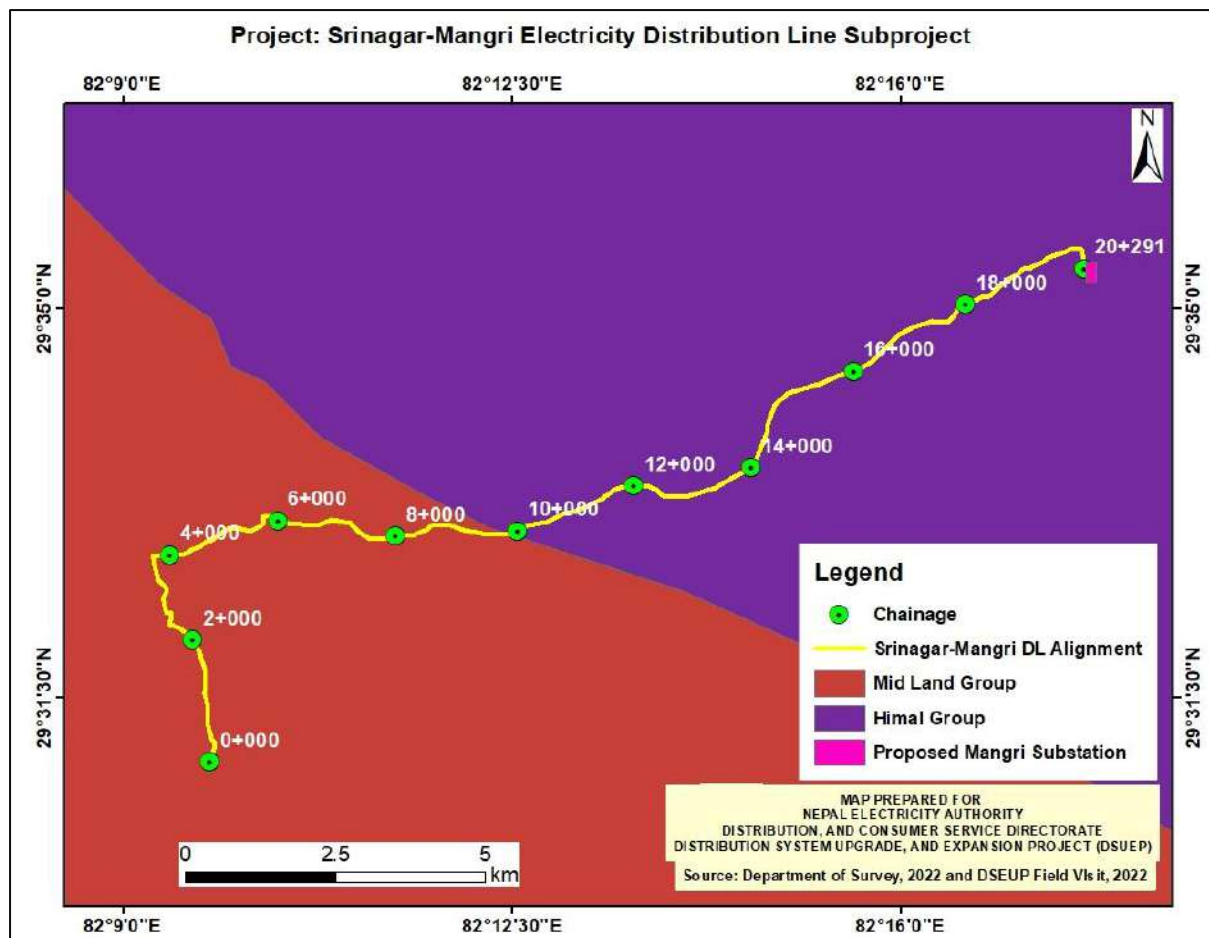 Project: Srinagar-Mangri Electricity Distribution Line Subproject
82°9'0"E
82°12'30"E
82°16'0"E
N
20+291
18+000
29°35'0"N
29°35'0"N
16+000
14+000
12+000
10+000
8+000
6+000
4+000
2+000
0+000
29°31'30"N
29°31'30"N
Legend
Chainage
Srinagar-Mangri DL Alignment
Mid Land Group
Himal Group
Proposed Mangri Substation
MAP PREPARED FOR
NEPAL ELECTRICITY AUTHORITY
DISTRIBUTION, AND CONSUMER SERVICE DIRECTORATE
DISTRIBUTION SYSTEM UPGRADE, AND EXPANSION PROJECT (DSUEP)
Source: Department of Survey, 2022 and DSEUP Field VIsit, 2022
0 2.5 5
km
82°9'0"E
82°12'30"E
82°16'0"E